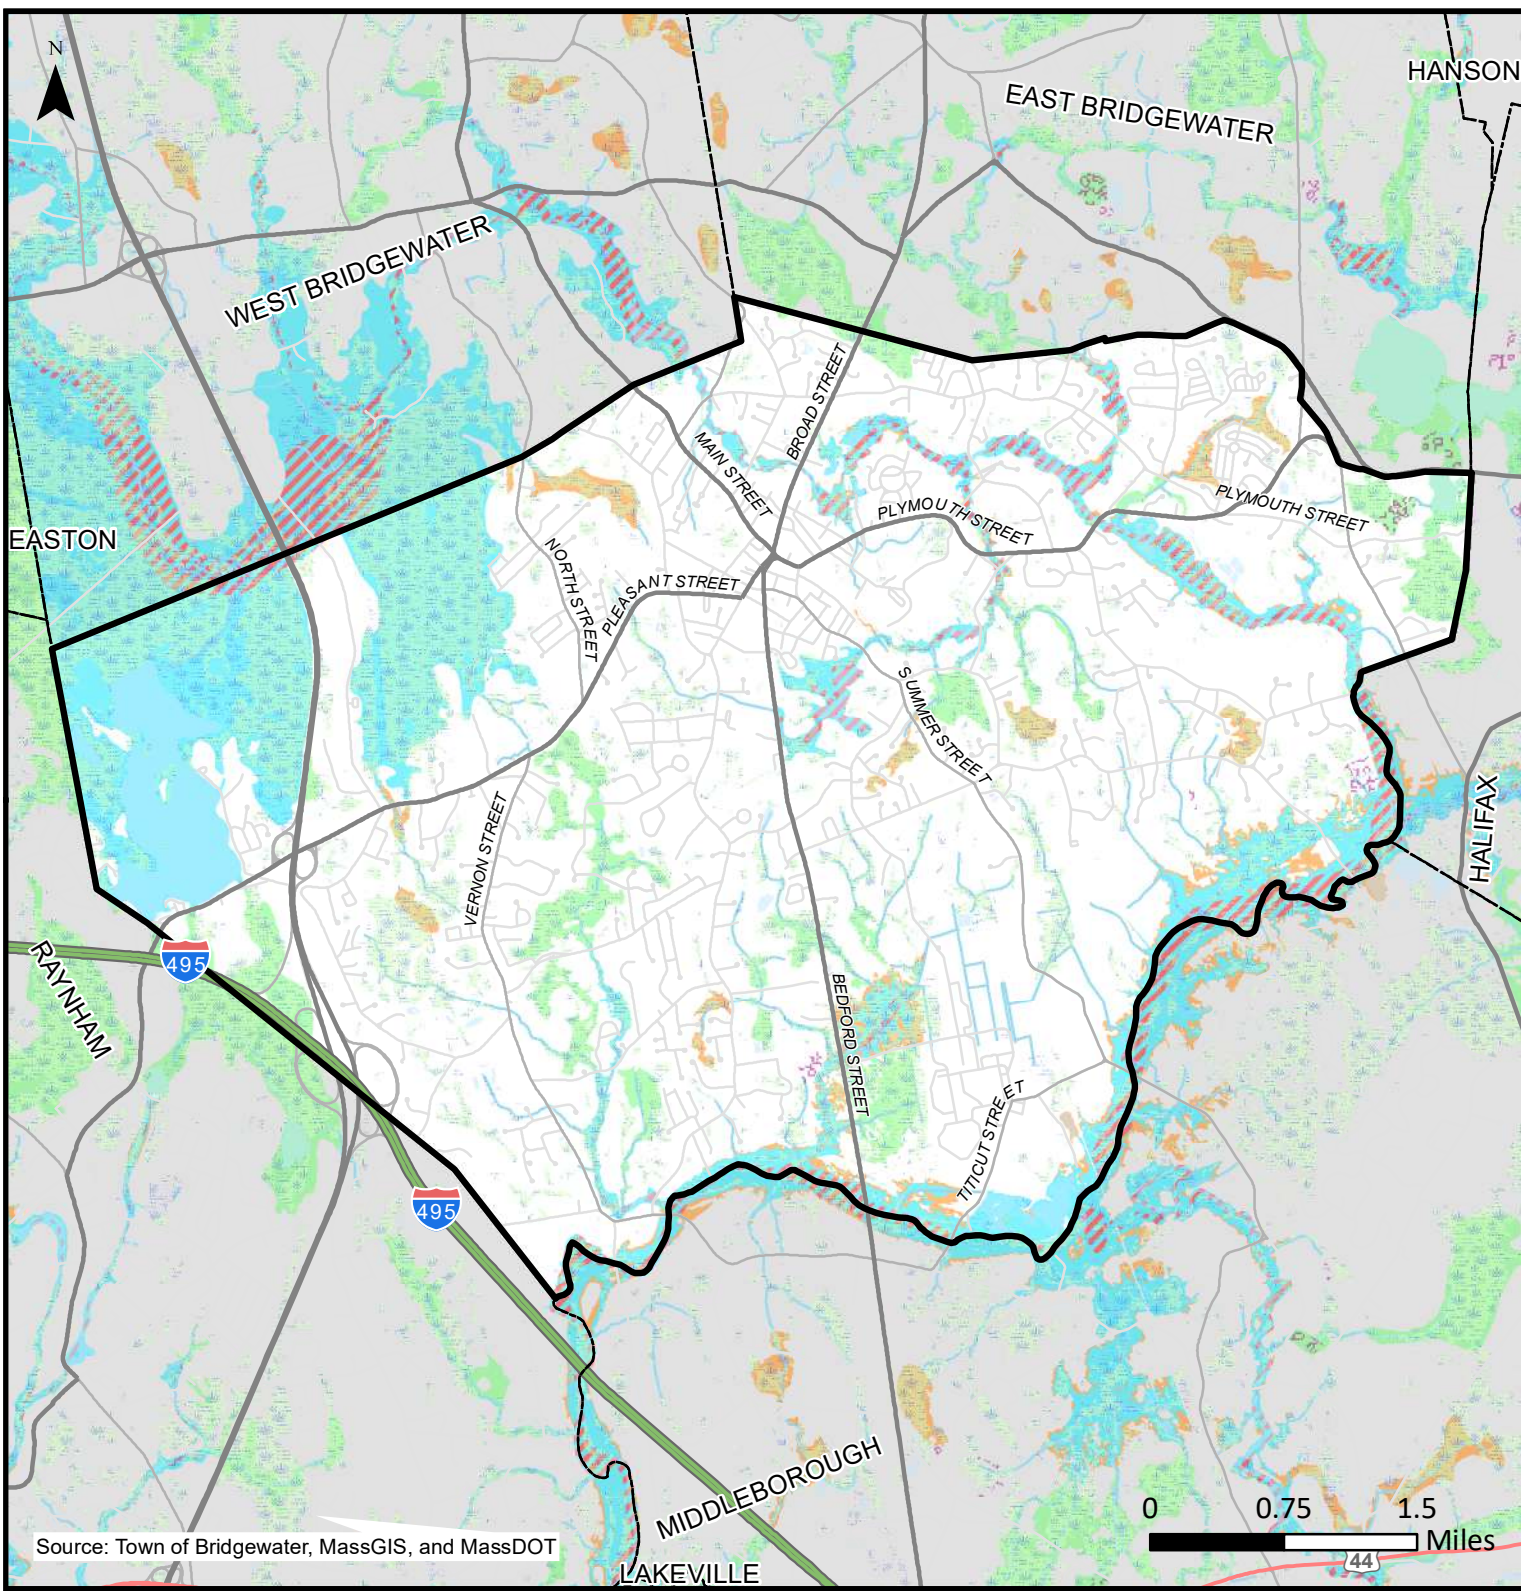 N
HANSON
EAST BRIDGEWATER
WEST BRIDGEWATER
BROAD STREET
MAIN STREET
PLYMOUTH STREET
PLYMOUTH STREET
EASTON
NORTH STREET
PLEASANT STREET
SUMMER STREET
VERNON STREET
HALIFAX
RAYNHAM
495
BEDFORD STREET
TITICUT STREET
495
MIDDLEBOROUGH
0 0.75 1.5
Miles
Source: Town of Bridgewater, MassGIS, and MassDOT
44
LAKEVILLE